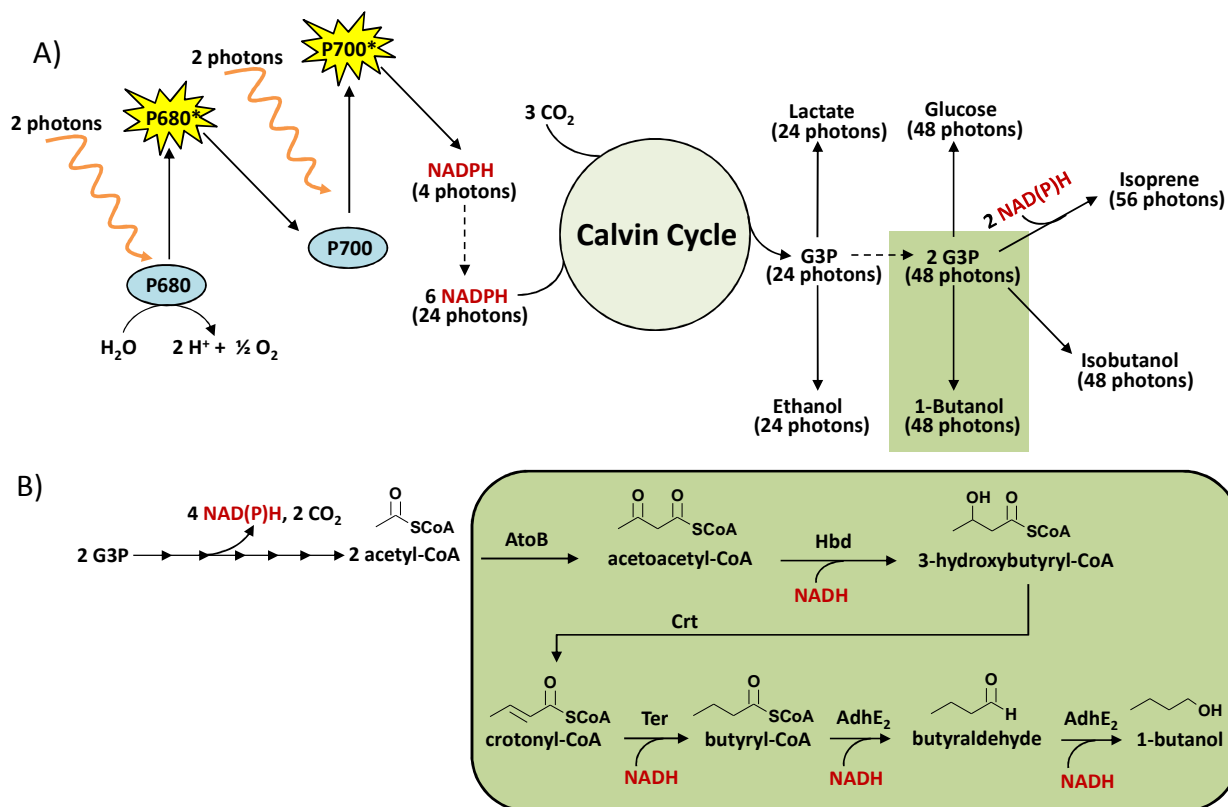 A)
2 photons
P680*
2 photons
P700*
P680
P700
H₂O
2 H⁺ + ½ O₂
NADPH
(4 photons)
6 NADPH
(24 photons)
3 CO₂
Calvin Cycle
Lactate
(24 photons)
G3P
(24 photons)
Ethanol
(24 photons)
Glucose
(48 photons)
2 G3P
(48 photons)
1-Butanol
(48 photons)
2 NAD(P)H
Isoprene
(56 photons)
Isobutanol
(48 photons)
B)
2 G3P
4 NAD(P)H, 2 CO₂
O
SCoA
2 acetyl-CoA
AtoB
O O
SCoA
acetoacetyl-CoA
Hbd
NADH
OH O
SCoA
3-hydroxybutyryl-CoA
Crt
O
SCoA
crotonyl-CoA
Ter
NADH
O
SCoA
butyryl-CoA
AdhE₂
NADH
O
H
butyraldehyde
AdhE₂
NADH
OH
1-butanol